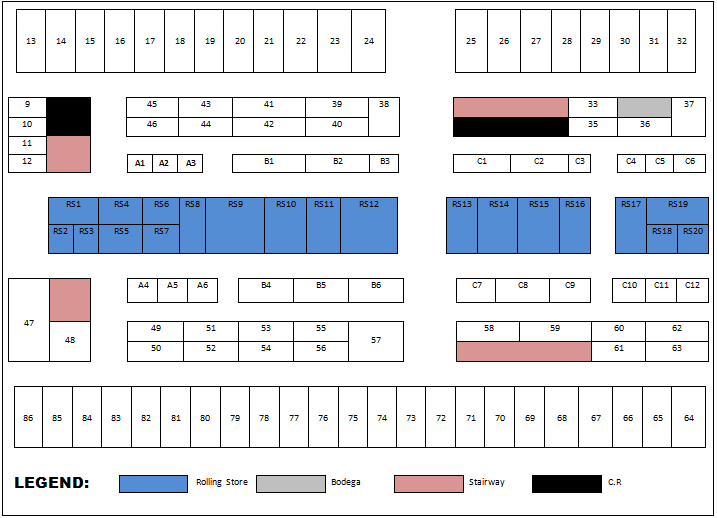 13 14 15 16 17 18 19 20 21 22 23 24 25 26 27 28 29 30 31 32
9 45 43 41 39 38 33 37
10 46 44 42 40 35 36
11
12 A1 A2 A3 B1 B2 B3 C1 C2 C3 C4 C5 C6
RS1 RS4 RS6 RS8 RS9 RS10 RS11 RS12 RS13 RS14 RS15 RS16 RS17 RS19
RS2 RS3 RS5 RS7 RS18 RS20
A4 A5 A6 B4 B5 B6 C7 C8 C9 C10 C11 C12
47 48
49 51 53 55 57 58 59 60 62
50 52 54 56 61 63
86 85 84 83 82 81 80 79 78 77 76 75 74 73 72 71 70 69 68 67 66 65 64
LEGEND: Rolling Store Bodega Stairway C.R